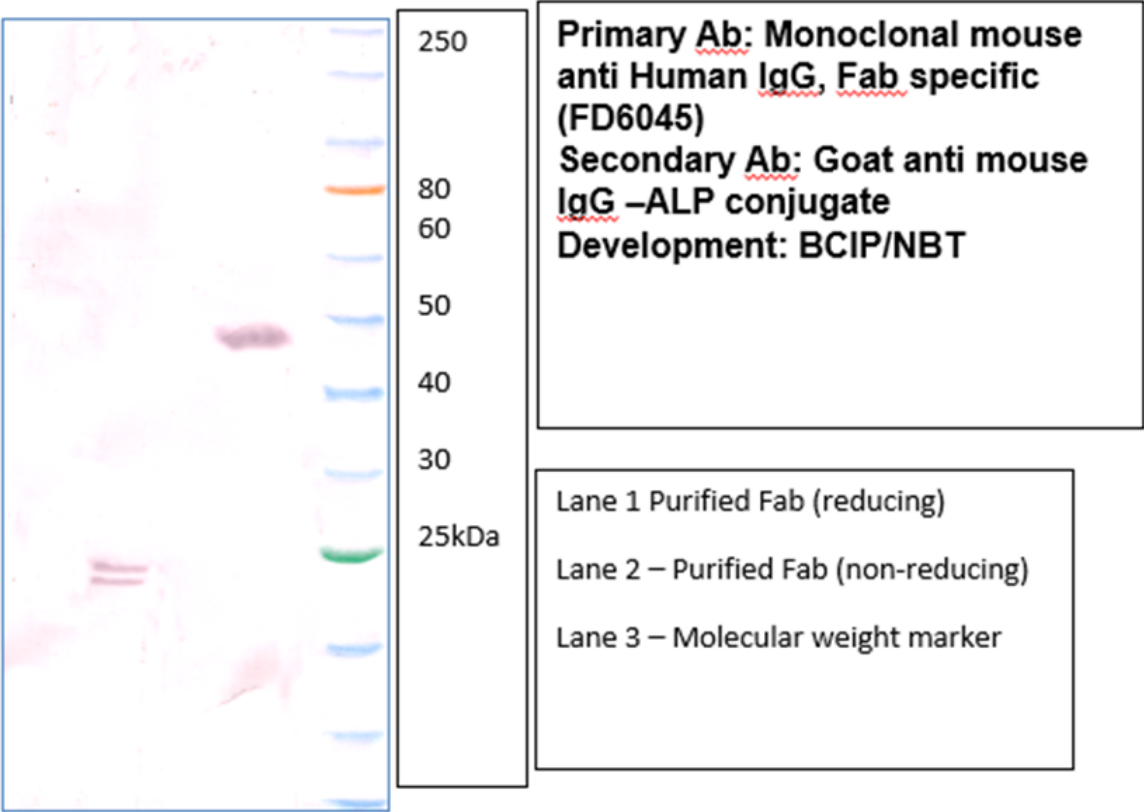 250
80
60
50
40
30
25kDa
Primary Ab: Monoclonal mouse
anti Human IgG, Fab specific
(FD6045)
Secondary Ab: Goat anti mouse
IgG –ALP conjugate
Development: BCIP/NBT
Lane 1 Purified Fab (reducing)
Lane 2 – Purified Fab (non-reducing)
Lane 3 – Molecular weight marker